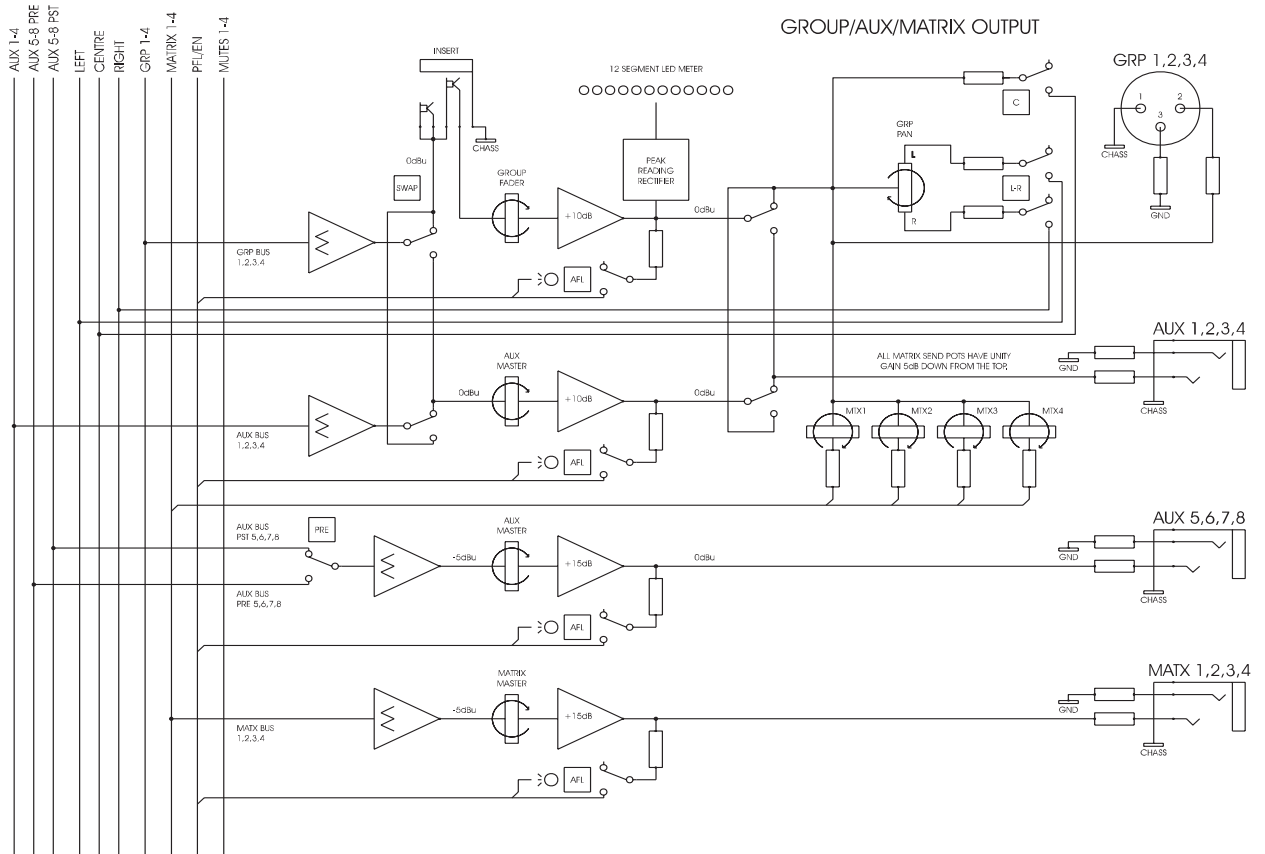 GROUP/AUX/MATRIX OUTPUT
AUX 1-4
AUX 5-8 PRE
AUX 5-8 PST
LEFT
CENTRE
RIGHT
GRP 1-4
MATRIX 1-4
PFL/EN
MUTES 1-4
INSERT
12 SEGMENT LED METER
GRP 1,2,3,4
C
1
2
3
GRP
PAN
L
R
L-R
CHASS
GND
CHASS
0dBu
SWAP
GROUP
FADER
PEAK
READING
RECTIFIER
+10dB
0dBu
GRP BUS
1,2,3,4
AFL
AUX 1,2,3,4
ALL MATRIX SEND POTS HAVE UNITY
GAIN 5dB DOWN FROM THE TOP,
GND
CHASS
AUX
MASTER
0dBu
+10dB
0dBu
MTX1
MTX2
MTX3
MTX4
AUX BUS
1,2,3,4
AFL
AUX 5,6,7,8
AUX BUS
PST 5,6,7,8
PRE
AUX
MASTER
-5dBu
+15dB
0dBu
GND
CHASS
AUX BUS
PRE 5,6,7,8
AFL
MATX 1,2,3,4
MATRIX
MASTER
-5dBu
+15dB
GND
CHASS
MATX BUS
1,2,3,4
AFL